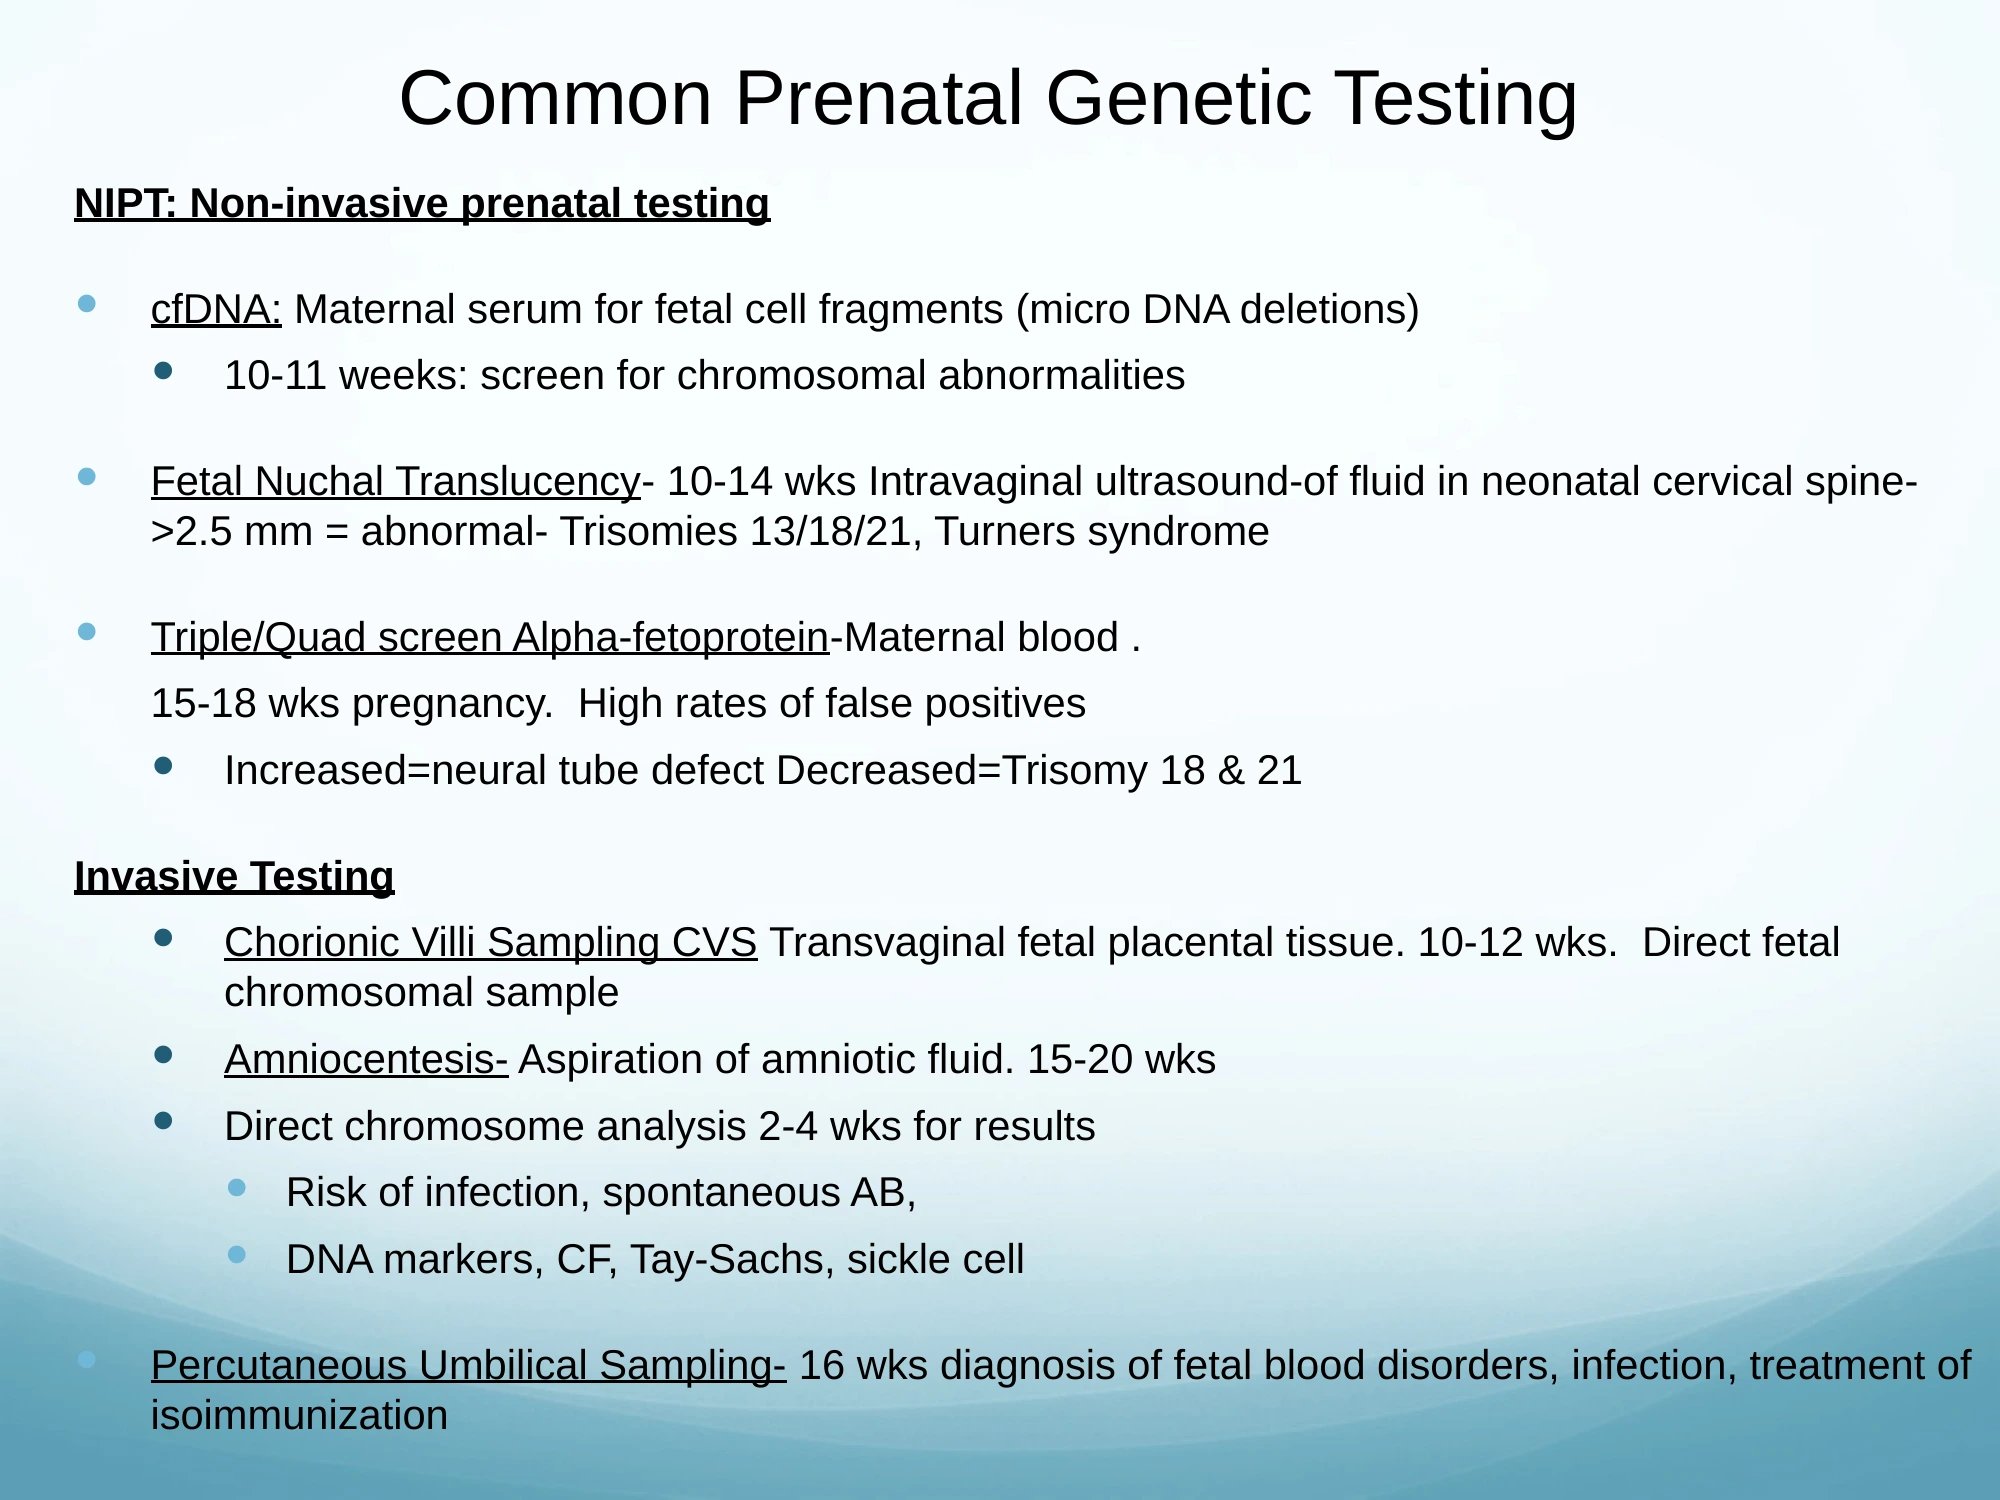 Common Prenatal Genetic Testing
NIPT: Non-invasive prenatal testing
cfDNA: Maternal serum for fetal cell fragments (micro DNA deletions)
10-11 weeks: screen for chromosomal abnormalities
Fetal Nuchal Translucency- 10-14 wks Intravaginal ultrasound-of fluid in neonatal cervical spine-
>2.5 mm = abnormal- Trisomies 13/18/21, Turners syndrome
Triple/Quad screen Alpha-fetoprotein-Maternal blood .
15-18 wks pregnancy.  High rates of false positives
Increased=neural tube defect Decreased=Trisomy 18 & 21
Invasive Testing
Chorionic Villi Sampling CVS Transvaginal fetal placental tissue. 10-12 wks.  Direct fetal
chromosomal sample
Amniocentesis- Aspiration of amniotic fluid. 15-20 wks
Direct chromosome analysis 2-4 wks for results
Risk of infection, spontaneous AB,
DNA markers, CF, Tay-Sachs, sickle cell
Percutaneous Umbilical Sampling- 16 wks diagnosis of fetal blood disorders, infection, treatment of
isoimmunization